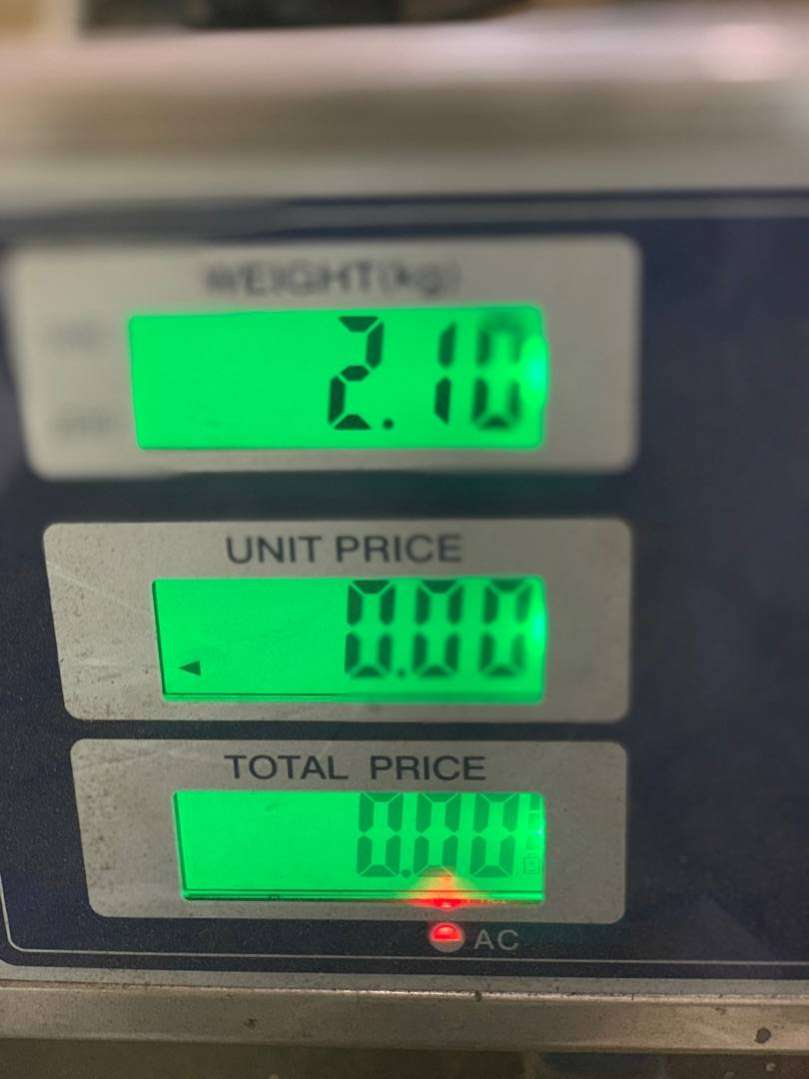 WEIGHT(kg)
2.10
UNIT PRICE
0.00
TOTAL PRICE
0.00
AC